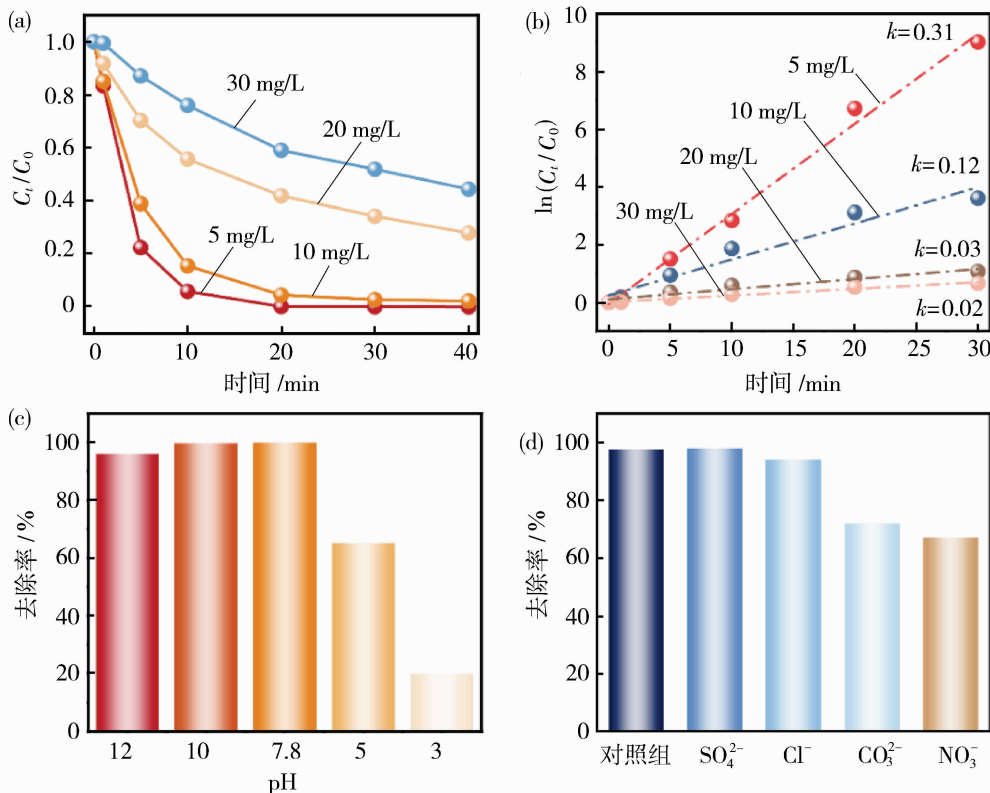 (a)
1.0
0.8
0.6
0.4
0.2
0
C_t/C_0
30 mg/L
20 mg/L
5 mg/L
10 mg/L
0 10 20 30 40
时间/min
(b)
10
8
6
4
2
0
ln(C_t/C_0)
k=0.31
5 mg/L
10 mg/L
20 mg/L
k=0.12
30 mg/L
k=0.03
k=0.02
0 5 10 15 20 25 30
时间/min
(c)
100
80
60
40
20
0
去除率/%
12 10 7.8 5 3
pH
(d)
100
80
60
40
20
0
去除率/%
对照组 SO₄²⁻ Cl⁻ CO₃²⁻ NO₃⁻